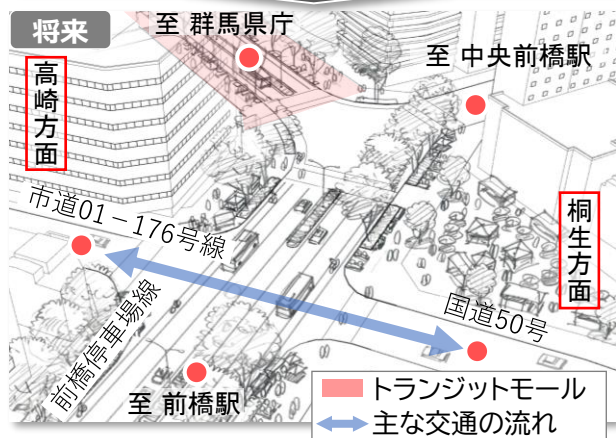 将来
至 群馬県庁
至 中央前橋駅
高崎方面
市道01－176号線
桐生方面
前橋停車場線
国道50号
至 前橋駅
トランジットモール
主な交通の流れ